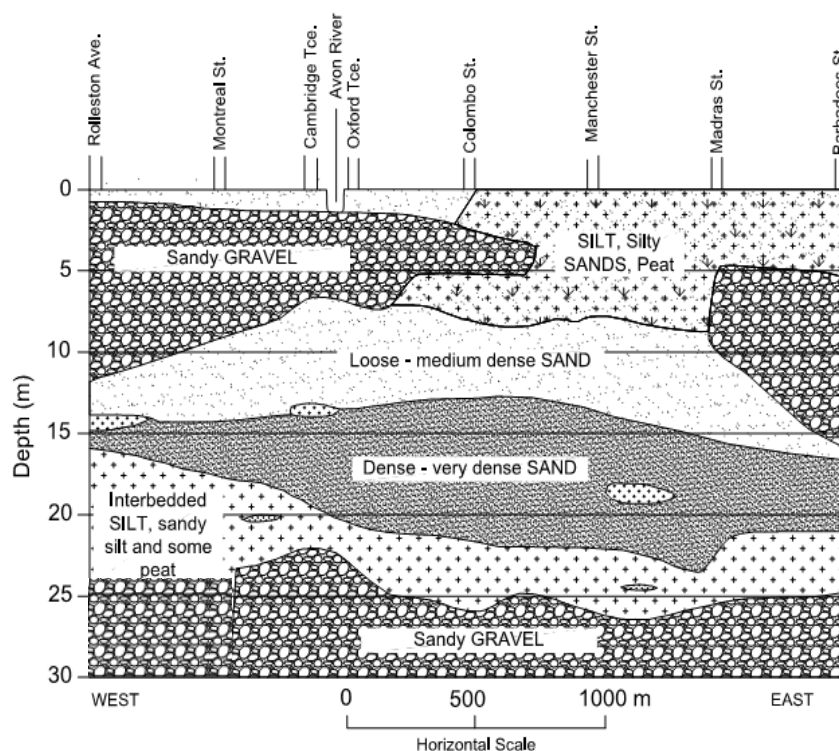 Rolleston Ave.
Montreal St.
Cambridge Tce.
Avon River
Oxford Tce.
Colombo St.
Manchester St.
Madras St.
Depth (m)
0
5
10
15
20
25
30
Sandy GRAVEL
SILT, Silty
SANDS, Peat
Loose - medium dense SAND
Dense - very dense SAND
Interbedded
SILT, sandy
silt and some
peat
Sandy GRAVEL
WEST
0 500 1000 m
EAST
Horizontal Scale